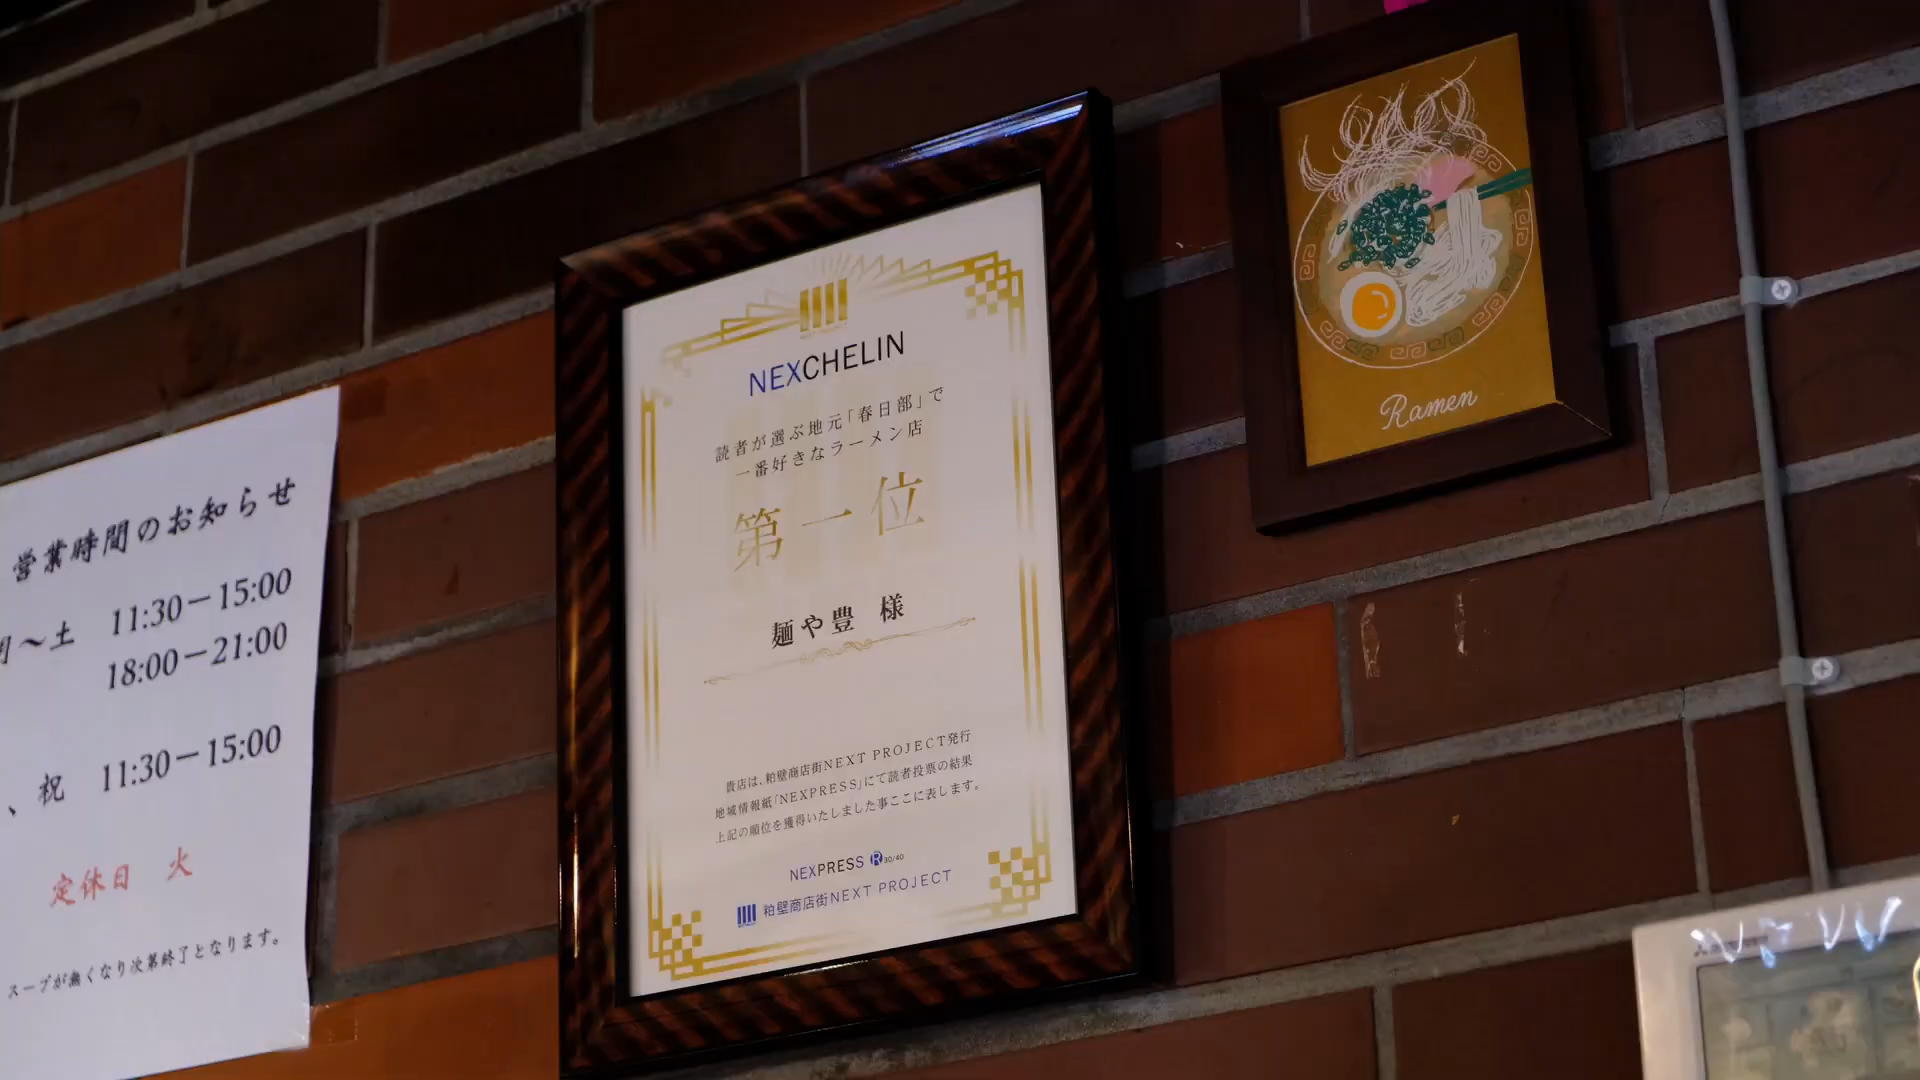 営業時間のお知らせ
～土 11:30－15:00
18:00－21:00
、祝 11:30－15:00
定休日 火
スープが無くなり次第終了となります。
NEXCHELIN
読者が選ぶ地元「春日部」で
一番好きなラーメン店
第一位
麺や豊 様
貴店は、粕壁商店街NEXT PROJECT発行
地域情報紙「NEXPRESS」にて読者投票の結果
上記の順位を獲得いたしました事ここに表します。
NEXPRESS R30/40
粕壁商店街NEXT PROJECT
Ramen